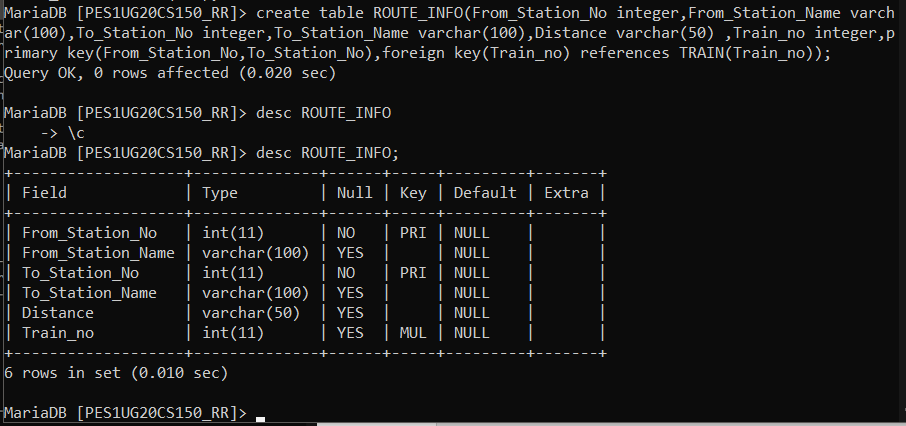 MariaDB [PES1UG20CS150_RR]> create table ROUTE_INFO(From_Station_No integer,From_Station_Name varch
ar(100),To_Station_No integer,To_Station_Name varchar(100),Distance varchar(50) ,Train_no integer,p
rimary key(From_Station_No,To_Station_No),foreign key(Train_no) references TRAIN(Train_no));
Query OK, 0 rows affected (0.020 sec)
MariaDB [PES1UG20CS150_RR]> desc ROUTE_INFO
    -> \c
MariaDB [PES1UG20CS150_RR]> desc ROUTE_INFO;
+-------------------+--------------+------+-----+---------+-------+
| Field             | Type         | Null | Key | Default | Extra |
+-------------------+--------------+------+-----+---------+-------+
| From_Station_No   | int(11)      | NO   | PRI | NULL    |       |
| From_Station_Name | varchar(100) | YES  |     | NULL    |       |
| To_Station_No     | int(11)      | NO   | PRI | NULL    |       |
| To_Station_Name   | varchar(100) | YES  |     | NULL    |       |
| Distance          | varchar(50)  | YES  |     | NULL    |       |
| Train_no          | int(11)      | YES  | MUL | NULL    |       |
+-------------------+--------------+------+-----+---------+-------+
6 rows in set (0.010 sec)
MariaDB [PES1UG20CS150_RR]> _